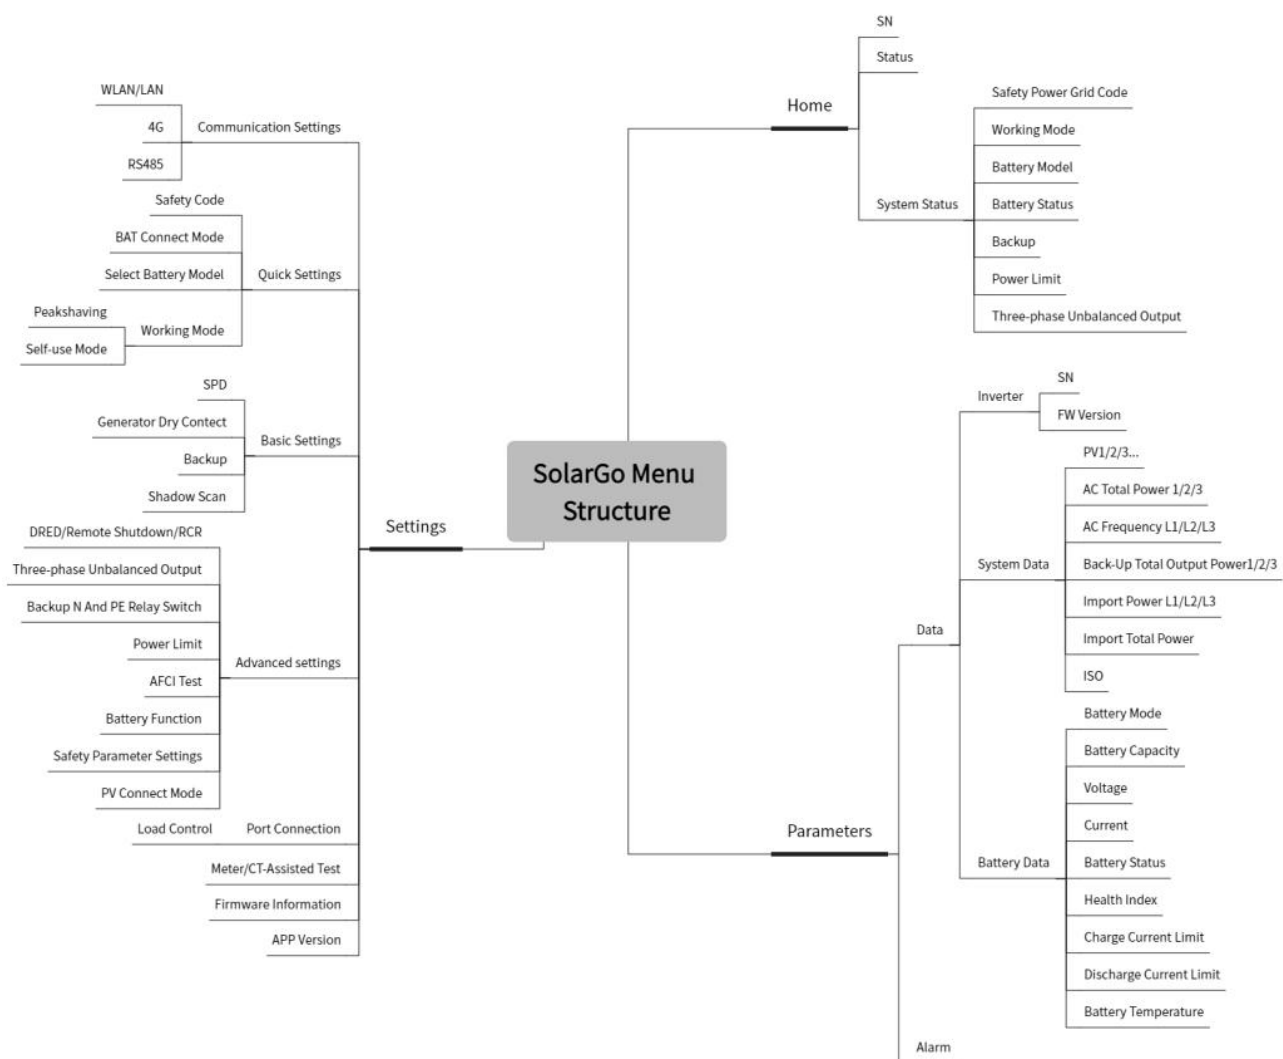 SolarGo Menu
Structure
Home
SN
Status
System Status
Safety Power Grid Code
Working Mode
Battery Model
Battery Status
Backup
Power Limit
Three-phase Unbalanced Output
Parameters
Data
Inverter
SN
FW Version
System Data
PV1/2/3...
AC Total Power 1/2/3
AC Frequency L1/L2/L3
Back-Up Total Output Power1/2/3
Import Power L1/L2/L3
Import Total Power
ISO
Battery Data
Battery Mode
Battery Capacity
Voltage
Current
Battery Status
Health Index
Charge Current Limit
Discharge Current Limit
Battery Temperature
Alarm
Settings
Communication Settings
WLAN/LAN
4G
RS485
Quick Settings
Safety Code
BAT Connect Mode
Select Battery Model
Working Mode
Peakshaving
Self-use Mode
Basic Settings
SPD
Generator Dry Contect
Backup
Shadow Scan
Advanced settings
DRED/Remote Shutdown/RCR
Three-phase Unbalanced Output
Backup N And PE Relay Switch
Power Limit
AFCI Test
Battery Function
Safety Parameter Settings
PV Connect Mode
Port Connection
Load Control
Meter/CT-Assisted Test
Firmware Information
APP Version